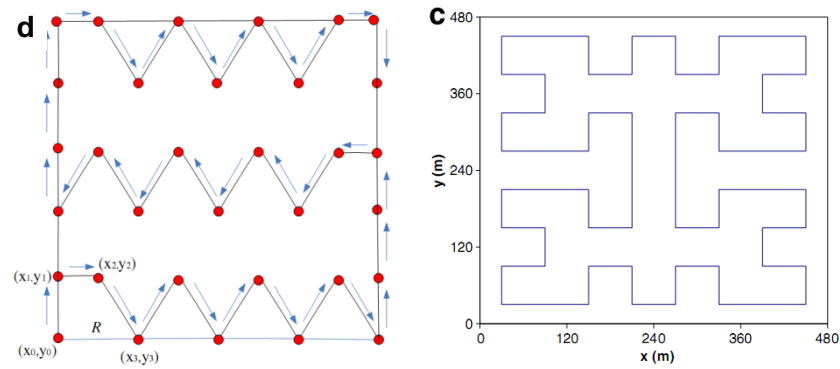 d
(x₂,y₂)
(x₁,y₁)
R
(x₀,y₀)
(x₃,y₃)
c
480
360
240
120
0
y (m)
0
120
240
360
480
x (m)